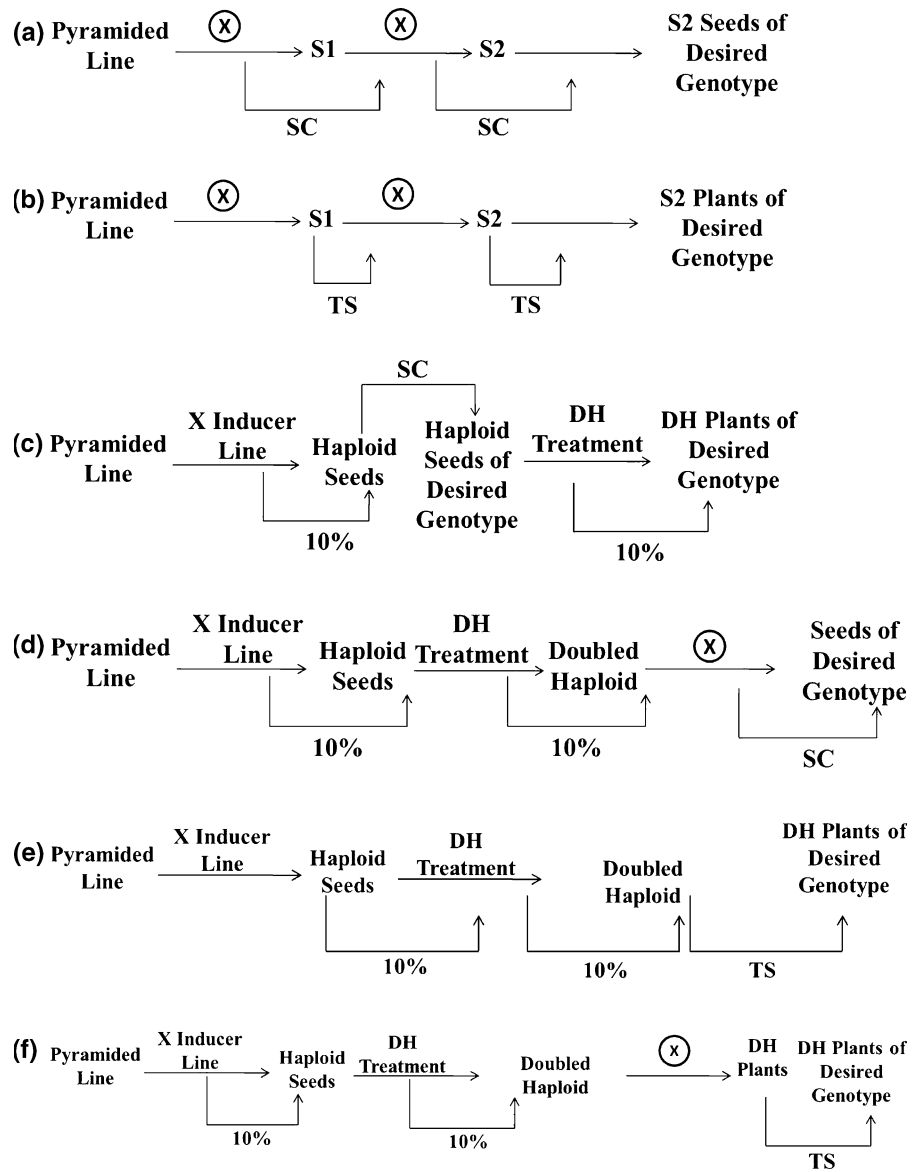 (a) Pyramided Line
X
S1
X
S2
S2 Seeds of
Desired
Genotype
SC
SC
(b) Pyramided
Line
X
S1
X
S2
S2 Plants of
Desired
Genotype
TS
TS
(c) Pyramided
Line
X Inducer
Line
Haploid
Seeds
SC
Haploid
Seeds of
Desired
Genotype
DH
Treatment
DH Plants of
Desired
Genotype
10%
10%
(d) Pyramided
Line
X Inducer
Line
Haploid
Seeds
DH
Treatment
Doubled
Haploid
X
Seeds of
Desired
Genotype
10%
10%
SC
(e) Pyramided
Line
X Inducer
Line
Haploid
Seeds
DH
Treatment
Doubled
Haploid
DH Plants of
Desired
Genotype
10%
10%
TS
(f) Pyramided
Line
X Inducer
Line
Haploid
Seeds
DH
Treatment
Doubled
Haploid
X
DH
Plants
DH Plants of
Desired
Genotype
10%
10%
TS